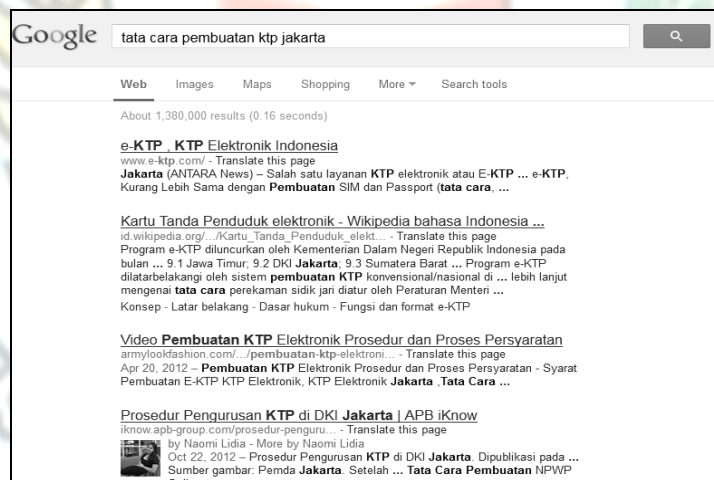 Google tata cara pembuatan ktp jakarta
Web Images Maps Shopping More Search tools
About 1,380,000 results (0.16 seconds)
e-KTP , KTP Elektronik Indonesia
www.e-ktp.com/ - Translate this page
Jakarta (ANTARA News) – Salah satu layanan KTP elektronik atau E-KTP ... e-KTP,
Kurang Lebih Sama dengan Pembuatan SIM dan Passport (tata cara, ...
Kartu Tanda Penduduk elektronik - Wikipedia bahasa Indonesia ...
id.wikipedia.org/.../Kartu_Tanda_Penduduk_elekt... - Translate this page
Program e-KTP diluncurkan oleh Kementerian Dalam Negeri Republik Indonesia pada
bulan ... 9.1 Jawa Timur; 9.2 DKI Jakarta; 9.3 Sumatera Barat ... Program e-KTP
dilatarbelakangi oleh sistem pembuatan KTP konvensional/nasional di ... lebih lanjut
mengenai tata cara perekaman sidik jari diatur oleh Peraturan Menteri ...
Konsep - Latar belakang - Dasar hukum - Fungsi dan format e-KTP
Video Pembuatan KTP Elektronik Prosedur dan Proses Persyaratan
armylookfashion.com/.../pembuatan-ktp-elektroni... - Translate this page
Apr 20, 2012 – Pembuatan KTP Elektronik Prosedur dan Proses Persyaratan - Syarat
Pembuatan E-KTP KTP Elektronik, KTP Elektronik Jakarta ,Tata Cara ...
Prosedur Pengurusan KTP di DKI Jakarta | APB iKnow
iknow.apb-group.com/prosedur-penguru... - Translate this page
by Naomi Lidia - More by Naomi Lidia
Oct 22, 2012 – Prosedur Pengurusan KTP di DKI Jakarta. Dipublikasi pada ...
Sumber gambar: Pemda Jakarta. Setelah ... Tata Cara Pembuatan NPWP